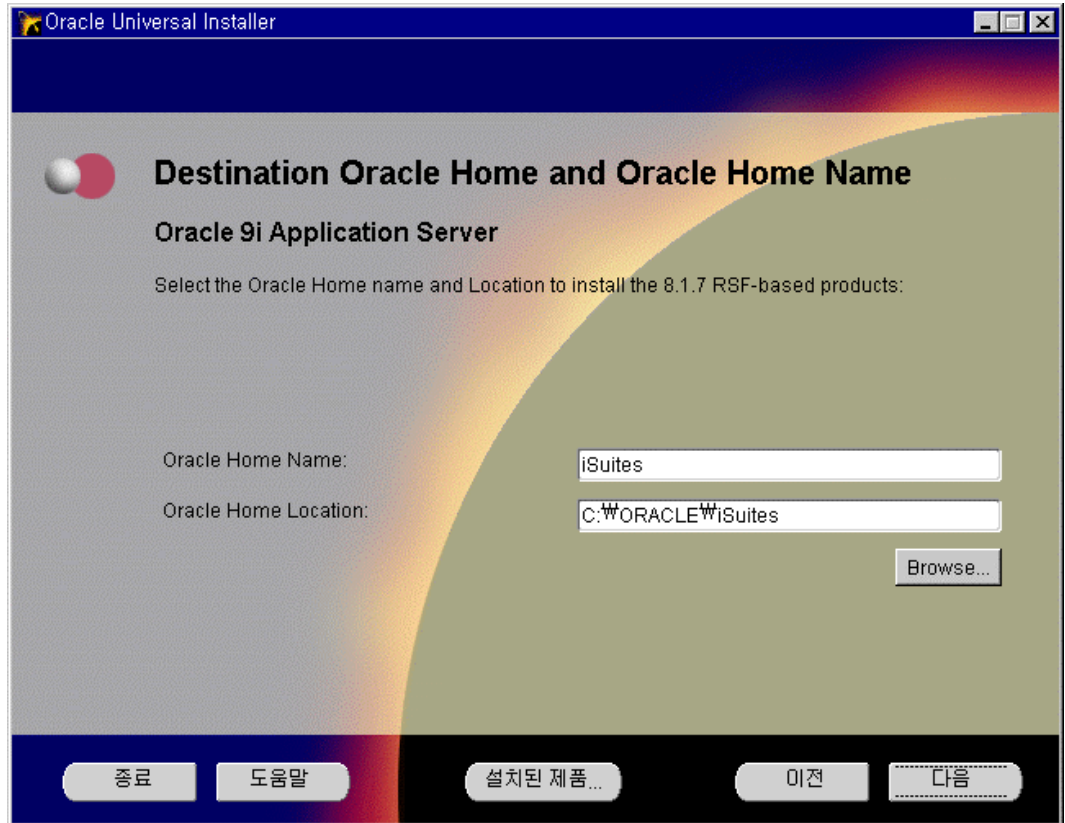 Oracle Universal Installer
Destination Oracle Home and Oracle Home Name
Oracle 9i Application Server
Select the Oracle Home name and Location to install the 8.1.7 RSF-based products:
Oracle Home Name:
iSuites
Oracle Home Location:
C:₩ORACLE₩iSuites
Browse...
종료
도움말
설치된 제품...
이전
다음